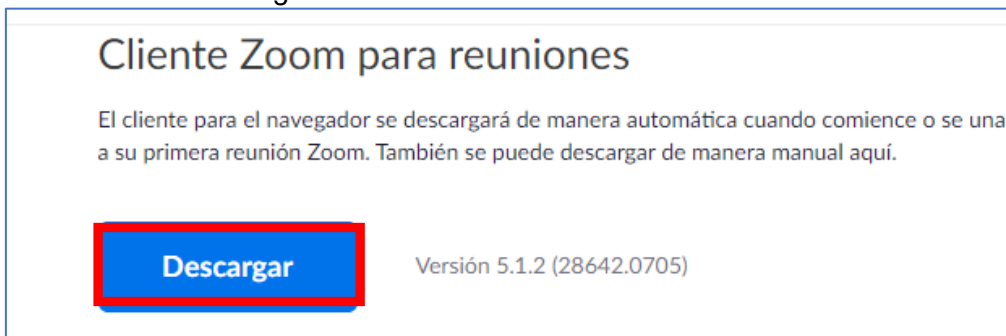 Cliente Zoom para reuniones
El cliente para el navegador se descargará de manera automática cuando comience o se una
a su primera reunión Zoom. También se puede descargar de manera manual aquí.
Descargar
Versión 5.1.2 (28642.0705)